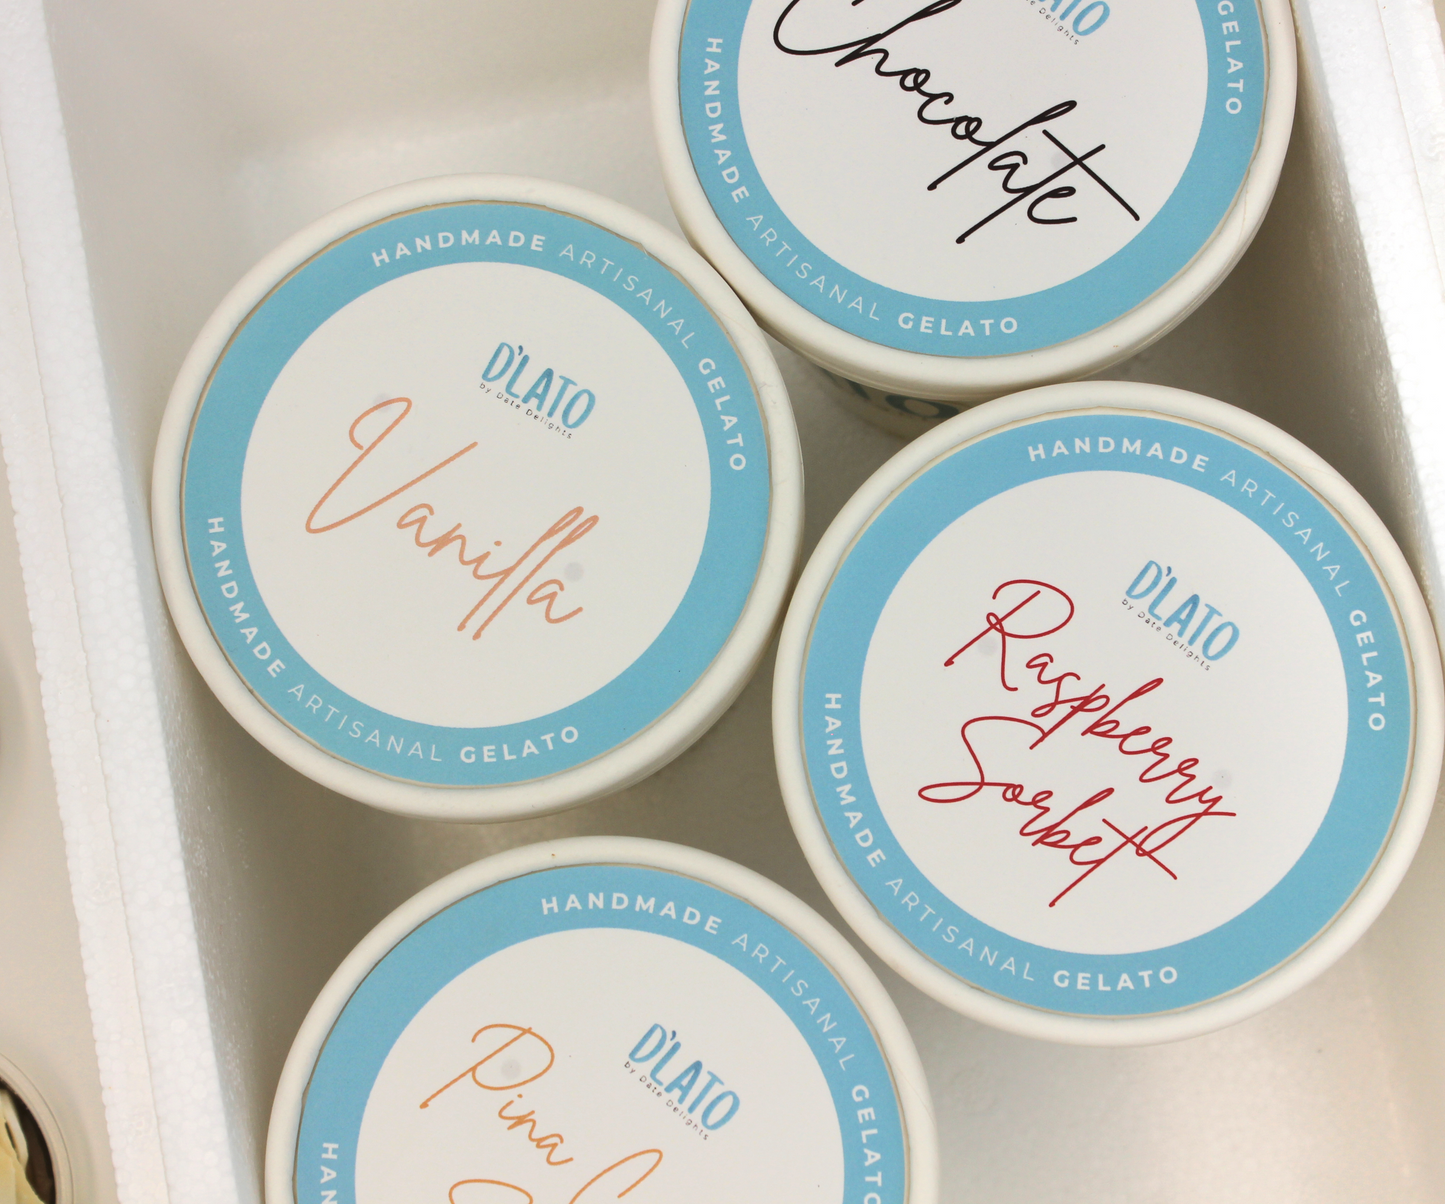 Chocolate
HANDMADE ARTISANAL GELATO
GELATO
HANDMADE ARTISANAL GELATO
D'LATO
by Date Delights
Vanilla
HANDMADE ARTISANAL GELATO
HANDMADE ARTISANAL GELATO
D'LATO
by Date Delights
Raspberry
Sorbet
HANDMADE ARTISANAL GELATO
HANDMADE ARTISANAL GELATO
D'LATO
by Date Delights
Pina